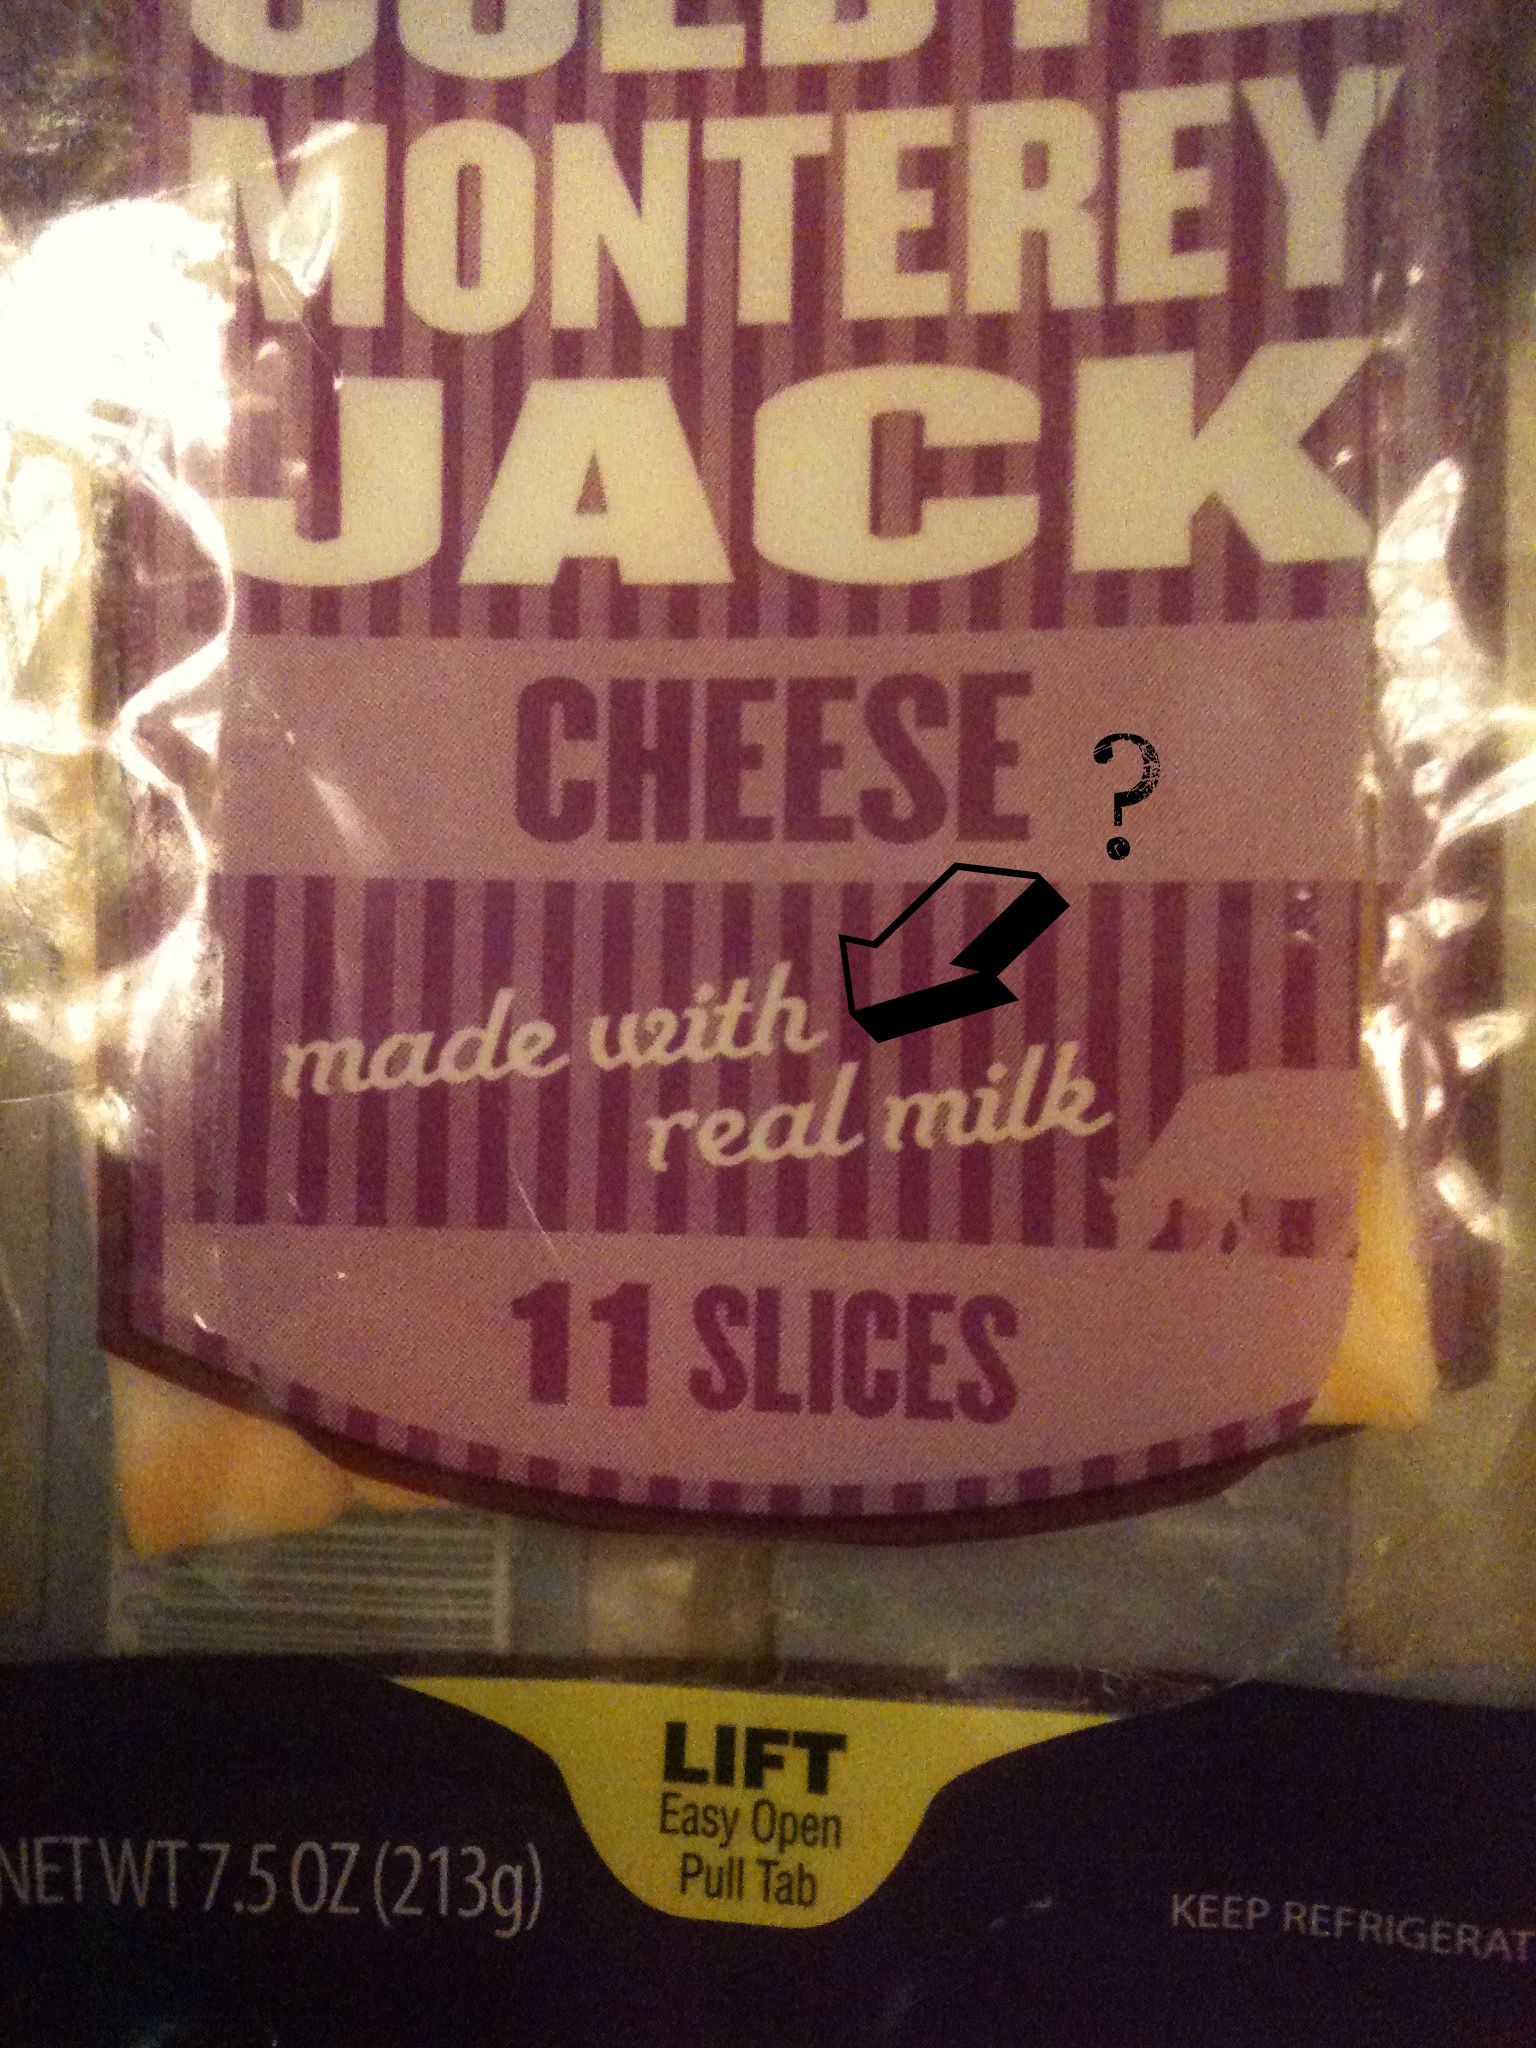 COLBY &
MONTEREY
JACK
CHEESE
?
made with
real milk
11 SLICES
LIFT
Easy Open
Pull Tab
NET WT 7.5 OZ (213g)
KEEP REFRIGERAT